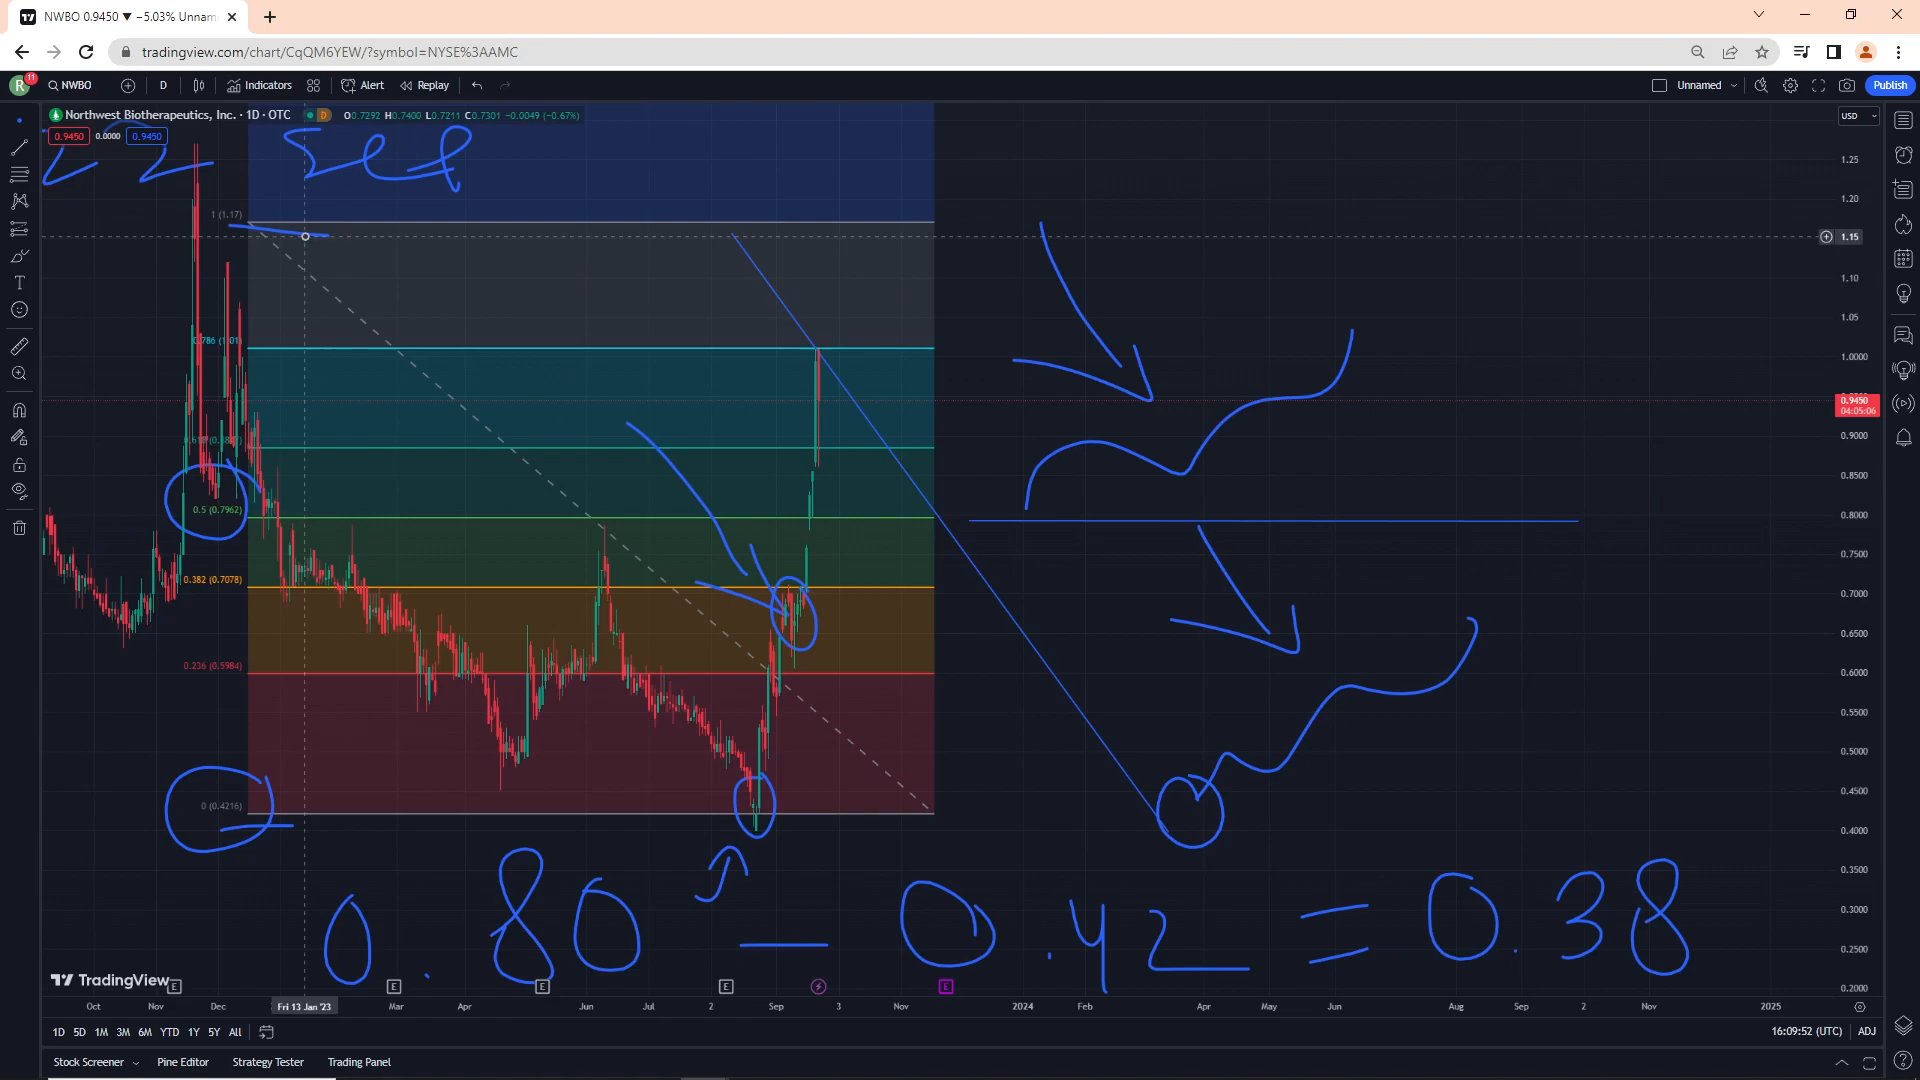 NWBO 0.9450 ▼ −5.03% Unnam
tradingview.com/chart/CqQM6YEW/?symbol=NYSE%3AAMC
R 11 NWBO D Indicators Alert Replay Unnamed Publish
Northwest Biotherapeutics, Inc. · 1D · OTC D O0.7292 H0.7400 L0.7211 C0.7301 −0.0049 (−0.67%) USD
0.9450 0.0000 0.9450
22 Sep
1.25
1.20
1 (1.17)
1.15
1.10
1.05
0.786 (1.01)
1.0000
0.9450
04:05:06
0.9000
0.8500
0.5 (0.7962)
0.8000
0.7500
0.382 (0.7078)
0.7000
0.6500
0.236 (0.5984)
0.6000
0.5500
0.5000
0.4500
0 (0.4216)
0.4000
0.3500
0.3000
0.80 — 0.42 = 0.38
0.2500
TradingView
E E E E E
0.2000
Oct Nov Dec Fri 13 Jan '23 Mar Apr Jun Jul 2 Sep 3 Nov 2024 Feb Apr May Jun Aug Sep 2 Nov 2025
1D 5D 1M 3M 6M YTD 1Y 5Y All 16:09:52 (UTC) ADJ
Stock Screener Pine Editor Strategy Tester Trading Panel